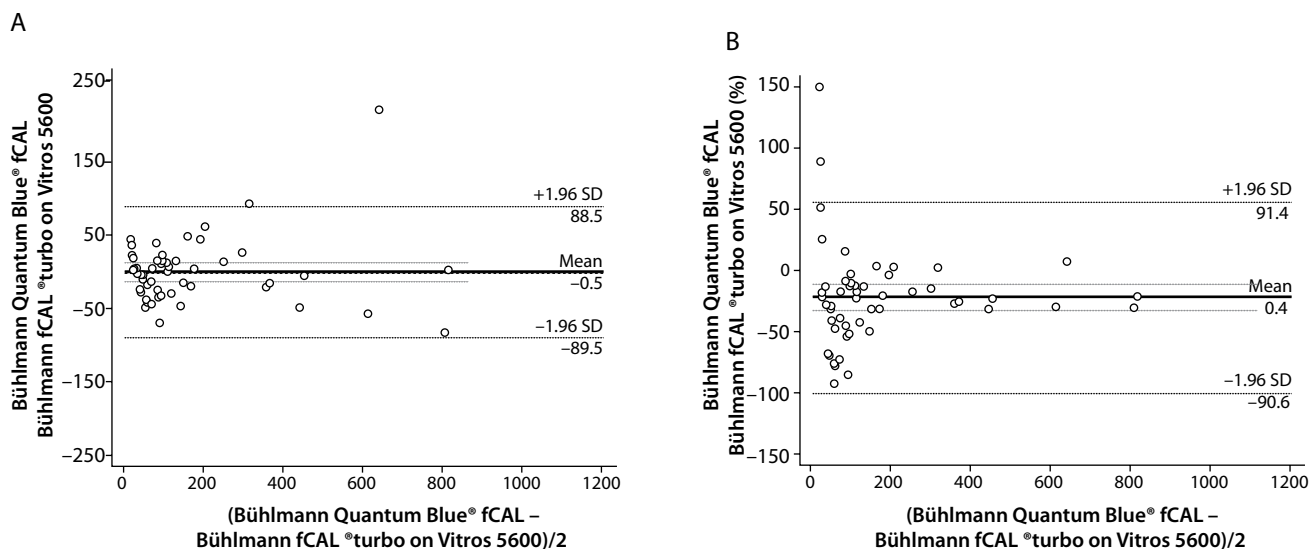 A
Bühlmann Quantum Blue® fCAL
Bühlmann fCAL ®turbo on Vitros 5600
250
150
50
0
−50
−150
−250
+1.96 SD
88.5
Mean
−0.5
−1.96 SD
−89.5
0 200 400 600 800 1000 1200
(Bühlmann Quantum Blue® fCAL –
Bühlmann fCAL ®turbo on Vitros 5600)/2
B
Bühlmann Quantum Blue® fCAL
Bühlmann fCAL ®turbo on Vitros 5600 (%)
150
100
50
0
−50
−100
−150
+1.96 SD
91.4
Mean
0.4
−1.96 SD
−90.6
0 200 400 600 800 1000 1200
(Bühlmann Quantum Blue® fCAL –
Bühlmann fCAL ®turbo on Vitros 5600)/2